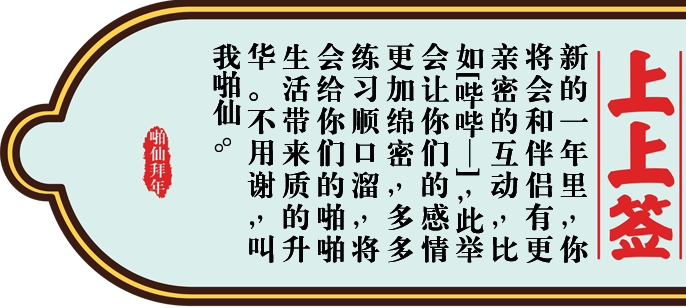 上上签
新的一年里,你
将会和伴侣有更
亲密的互动,比
如[哔哔—],此举
会让你们的感情
更加绵密,多多
练习顺口溜,将
会给你们的啪啪
生活带来质的升
华。不用谢,叫
我啪仙。
啪仙拜年